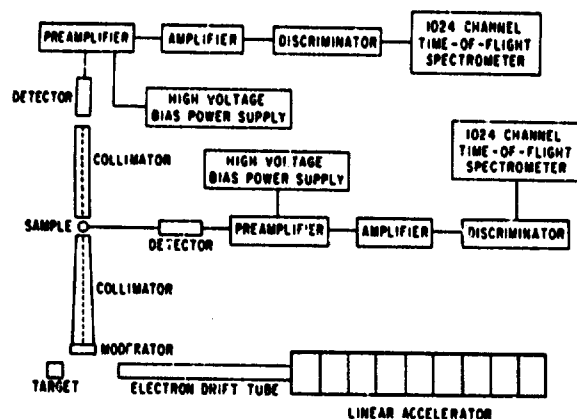 PREAMPLIFIER
AMPLIFIER
DISCRIMINATOR
1024 CHANNEL
TIME-OF-FLIGHT
SPECTROMETER
DETECTOR
HIGH VOLTAGE
BIAS POWER SUPPLY
COLLIMATOR
HIGH VOLTAGE
BIAS POWER SUPPLY
1024 CHANNEL
TIME-OF-FLIGHT
SPECTROMETER
SAMPLE
DETECTOR
PREAMPLIFIER
AMPLIFIER
DISCRIMINATOR
COLLIMATOR
MODERATOR
TARGET
ELECTRON DRIFT TUBE
LINEAR ACCELERATOR